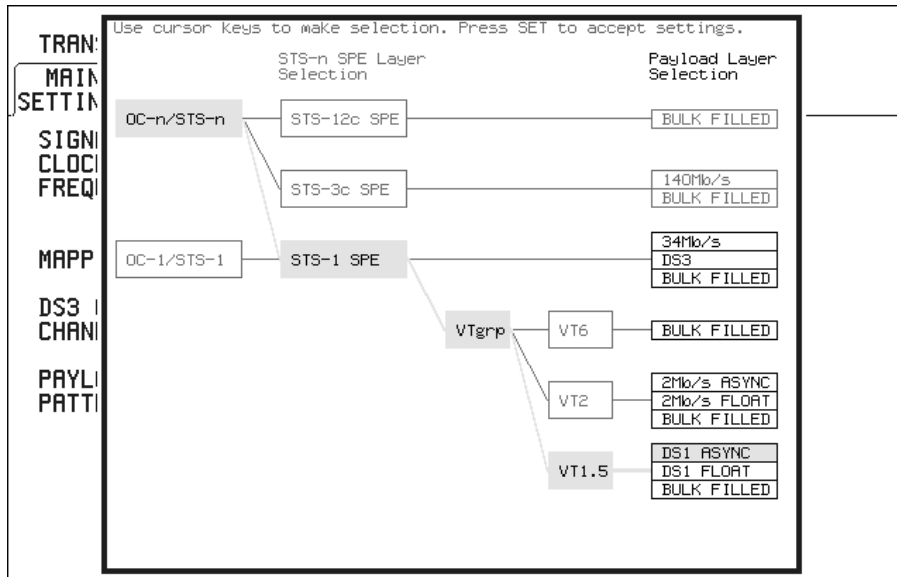 Use cursor keys to make selection. Press SET to accept settings.
TRAN
STS-n SPE Layer
Selection
Payload Layer
Selection
MAIN
SETTIN
OC-n/STS-n
STS-12c SPE
BULK FILLED
SIGN
CLOC
FREQ
STS-3c SPE
140Mb/s
BULK FILLED
MAPP
OC-1/STS-1
STS-1 SPE
34Mb/s
DS3
BULK FILLED
DS3
CHAN
VTgrp
VT6
BULK FILLED
PAYL
PATT
VT2
2Mb/s ASYNC
2Mb/s FLOAT
BULK FILLED
VT1.5
DS1 ASYNC
DS1 FLOAT
BULK FILLED